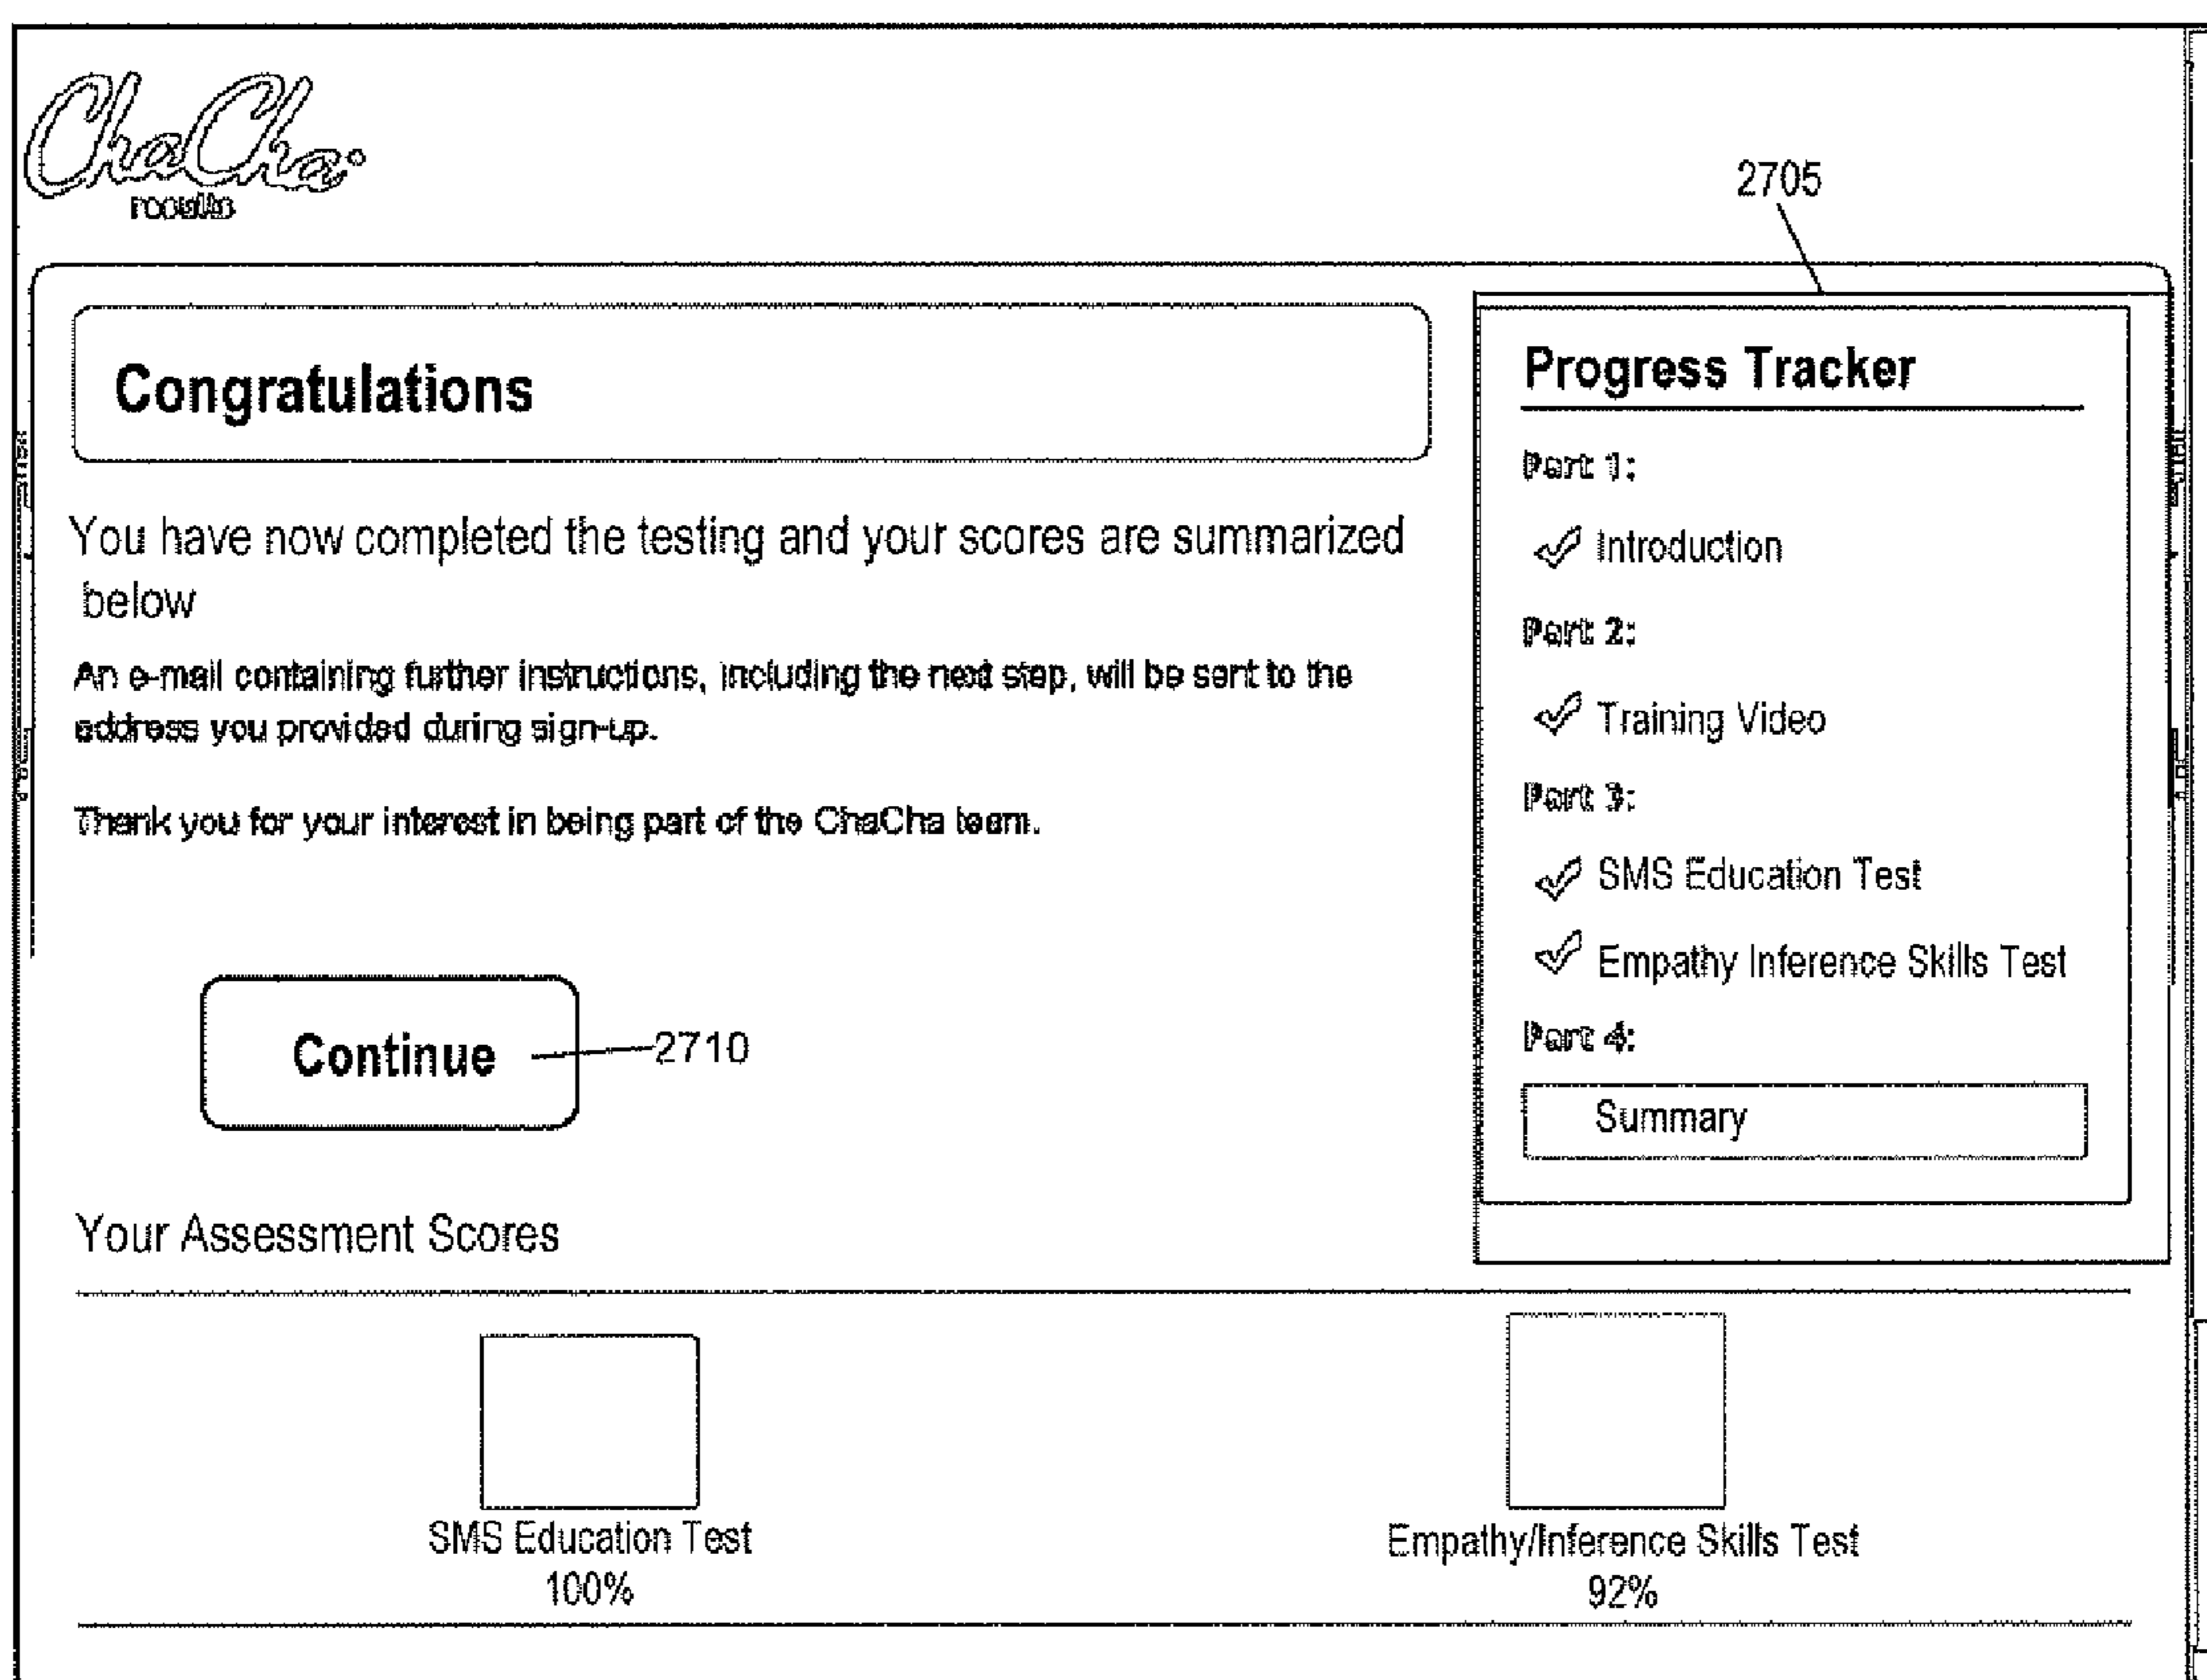 ChaCha
2705
Congratulations
You have now completed the testing and your scores are summarized
below
An e-mail containing further instructions, including the next step, will be sent to the
address you provided during sign-up.
Thank you for your interest in being part of the ChaCha team.
Continue
2710
Progress Tracker
Part 1:
Introduction
Part 2:
Training Video
Part 3:
SMS Education Test
Empathy Inference Skills Test
Part 4:
Summary
Your Assessment Scores
SMS Education Test
100%
Empathy/Inference Skills Test
92%